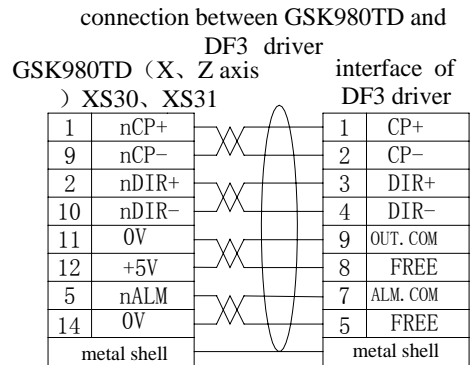 connection between GSK980TD and
DF3 driver
GSK980TD（X、Z axis
）XS30、XS31
interface of
DF3 driver
1 nCP+ 1 CP+
9 nCP− 2 CP−
2 nDIR+ 3 DIR+
10 nDIR− 4 DIR−
11 0V 9 OUT.COM
12 +5V 8 FREE
5 nALM 7 ALM.COM
14 0V 5 FREE
metal shell metal shell